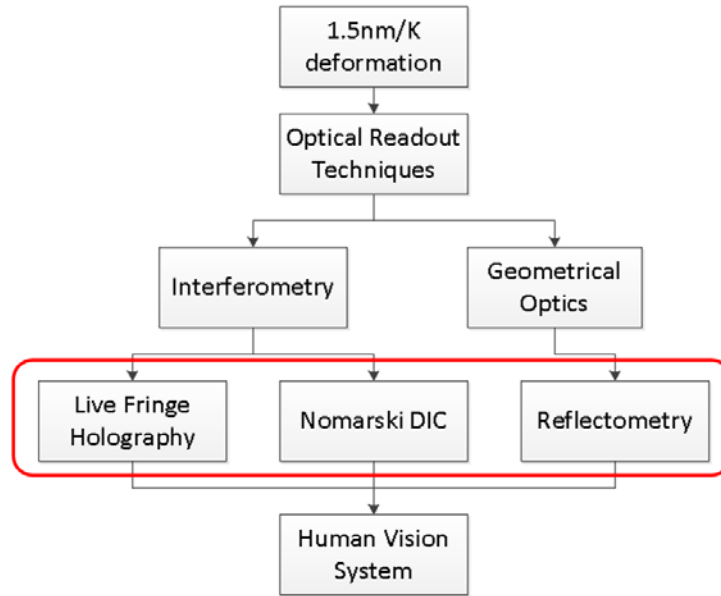 1.5nm/K
deformation
Optical Readout
Techniques
Interferometry
Geometrical
Optics
Live Fringe
Holography
Nomarski DIC
Reflectometry
Human Vision
System